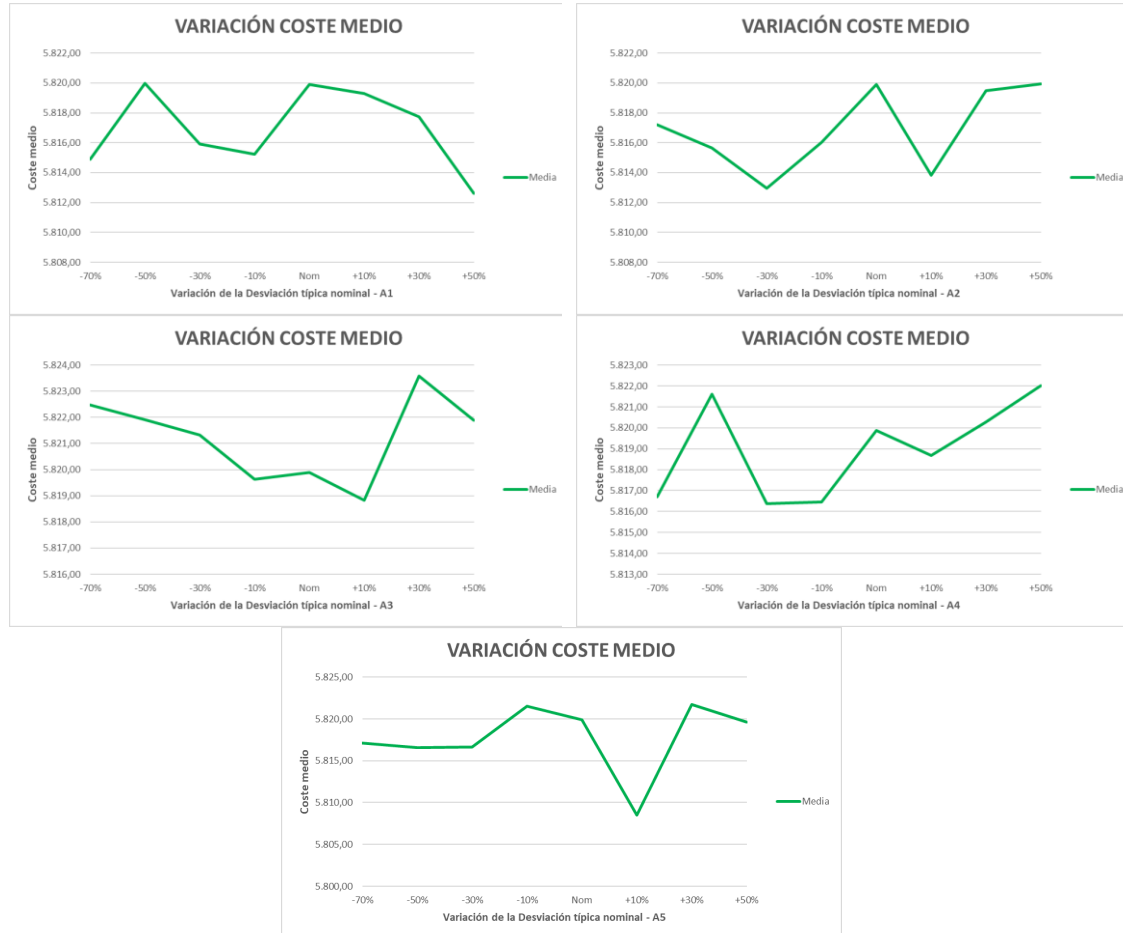 VARIACIÓN COSTE MEDIO
5.822,00
5.820,00
5.818,00
5.816,00
5.814,00
5.812,00
5.810,00
5.808,00
Coste medio
-70% -50% -30% -10% Nom +10% +30% +50%
Variación de la Desviación típica nominal - A1
Media
VARIACIÓN COSTE MEDIO
5.822,00
5.820,00
5.818,00
5.816,00
5.814,00
5.812,00
5.810,00
5.808,00
Coste medio
-70% -50% -30% -10% Nom +10% +30% +50%
Variación de la Desviación típica nominal - A2
Media
VARIACIÓN COSTE MEDIO
5.824,00
5.823,00
5.822,00
5.821,00
5.820,00
5.819,00
5.818,00
5.817,00
5.816,00
Coste medio
-70% -50% -30% -10% Nom +10% +30% +50%
Variación de la Desviación típica nominal - A3
Media
VARIACIÓN COSTE MEDIO
5.823,00
5.822,00
5.821,00
5.820,00
5.819,00
5.818,00
5.817,00
5.816,00
5.815,00
5.814,00
5.813,00
Coste medio
-70% -50% -30% -10% Nom +10% +30% +50%
Variación de la Desviación típica nominal - A4
Media
VARIACIÓN COSTE MEDIO
5.825,00
5.820,00
5.815,00
5.810,00
5.805,00
5.800,00
Coste medio
-70% -50% -30% -10% Nom +10% +30% +50%
Variación de la Desviación típica nominal - A5
Media